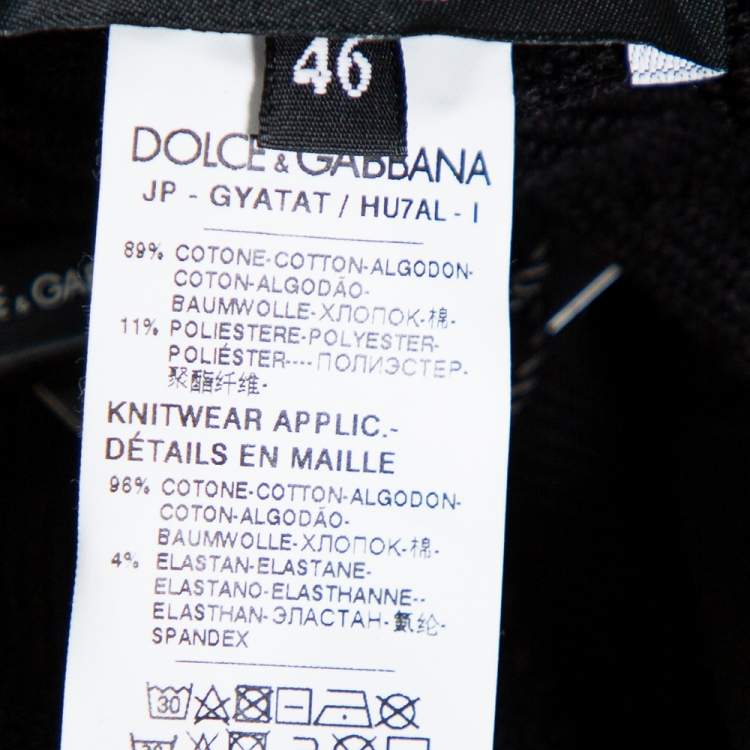 46
DOLCE & GABBANA
JP - GYATAT / HU7AL - I
89% COTONE-COTTON-ALGODON-
COTON-ALGODÃO-
BAUMWOLLE-ХЛОПОК-棉-
11% POLIESTERE-POLYESTER-
POLIÉSTER----ПОЛИЭСТЕР-
聚酯纤维-
KNITWEAR APPLIC.-
DÉTAILS EN MAILLE
96% COTONE-COTTON-ALGODON-
COTON-ALGODÃO-
BAUMWOLLE-ХЛОПОК-棉-
4% ELASTAN-ELASTANE-
ELASTANO-ELASTHANNE--
ELASTHAN-ЭЛАСТАН-氨纶-
SPANDEX
30
30